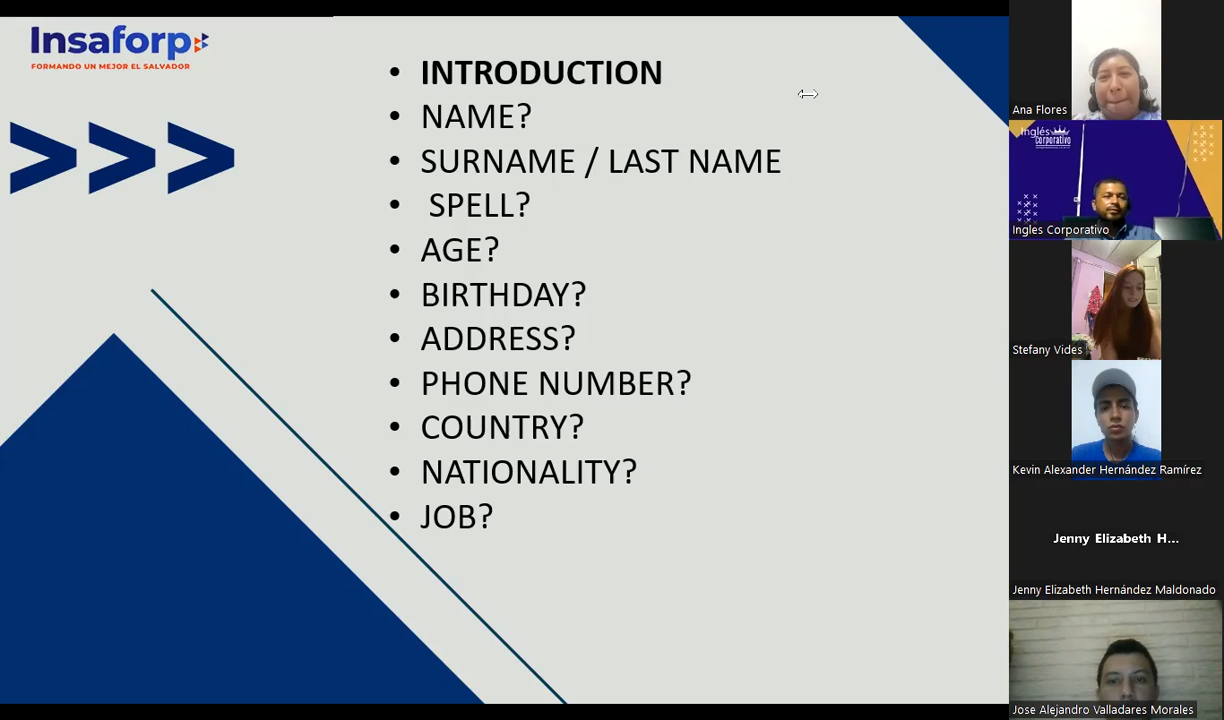 Insaforp
FORMANDO UN MEJOR EL SALVADOR
>>>
• INTRODUCTION
• NAME?
• SURNAME / LAST NAME
• SPELL?
• AGE?
• BIRTHDAY?
• ADDRESS?
• PHONE NUMBER?
• COUNTRY?
• NATIONALITY?
• JOB?
Ana Flores
Inglés
Corporativo
Ingles Corporativo
Stefany Vides
Kevin Alexander Hernández Ramírez
Jenny Elizabeth H...
Jenny Elizabeth Hernández Maldonado
Jose Alejandro Valladares Morales